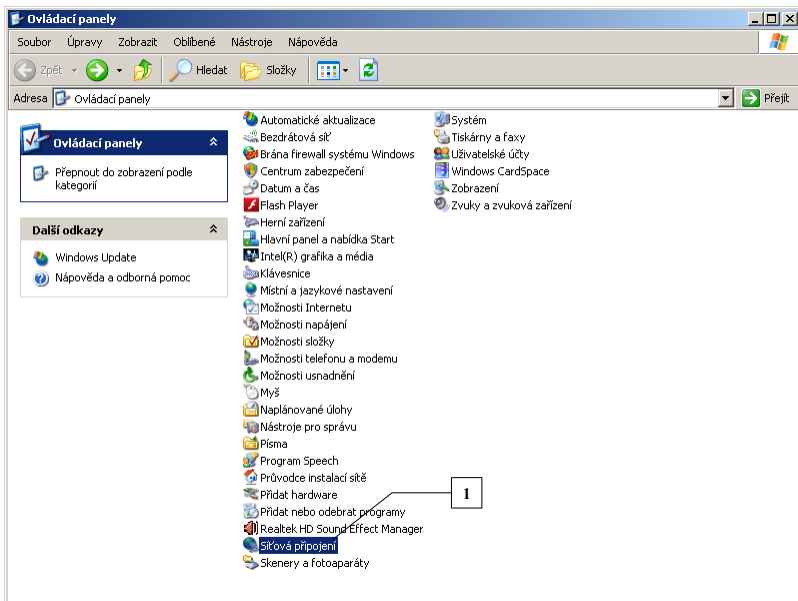 Ovládací panely
Soubor Úpravy Zobrazit Oblíbené Nástroje Nápověda
Zpět Hledat Složky
Adresa Ovládací panely Přejít
Ovládací panely
Přepnout do zobrazení podle
kategorií
Další odkazy
Windows Update
Nápověda a odborná pomoc
Automatické aktualizace
Bezdrátová síť
Brána firewall systému Windows
Centrum zabezpečení
Datum a čas
Flash Player
Herní zařízení
Hlavní panel a nabídka Start
Intel(R) grafika a média
Klávesnice
Místní a jazykové nastavení
Možnosti Internetu
Možnosti napájení
Možnosti složky
Možnosti telefonu a modemu
Možnosti usnadnění
Myš
Naplánované úlohy
Nástroje pro správu
Písma
Program Speech
Průvodce instalací sítě
Přidat hardware
Přidat nebo odebrat programy
Realtek HD Sound Effect Manager
Síťová připojení
Skenery a fotoaparáty
Systém
Tiskárny a faxy
Uživatelské účty
Windows CardSpace
Zobrazení
Zvuky a zvuková zařízení
1